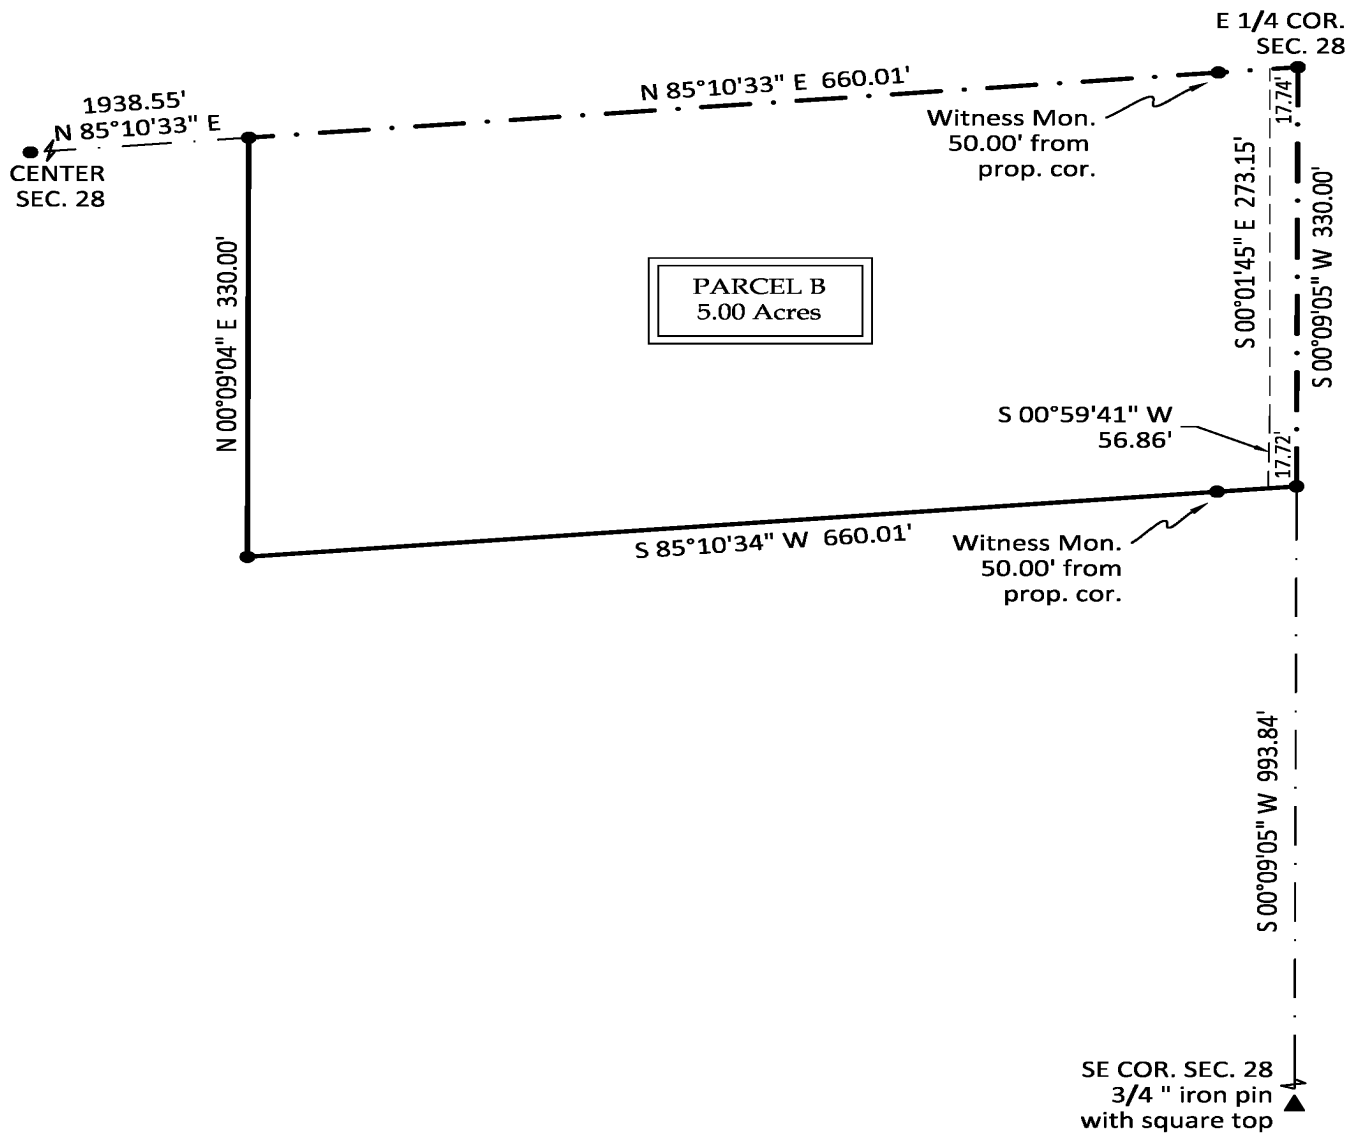 E 1/4 COR.
SEC. 28
1938.55'
N 85°10'33" E
N 85°10'33" E 660.01'
CENTER
SEC. 28
Witness Mon.
50.00' from
prop. cor.
17.74'
S 00°01'45" E 273.15'
S 00°09'05" W 330.00'
N 00°09'04" E 330.00'
PARCEL B
5.00 Acres
S 00°59'41" W
56.86'
17.72'
S 85°10'34" W 660.01'
Witness Mon.
50.00' from
prop. cor.
S 00°09'05" W 993.84'
SE COR. SEC. 28
3/4 " iron pin
with square top